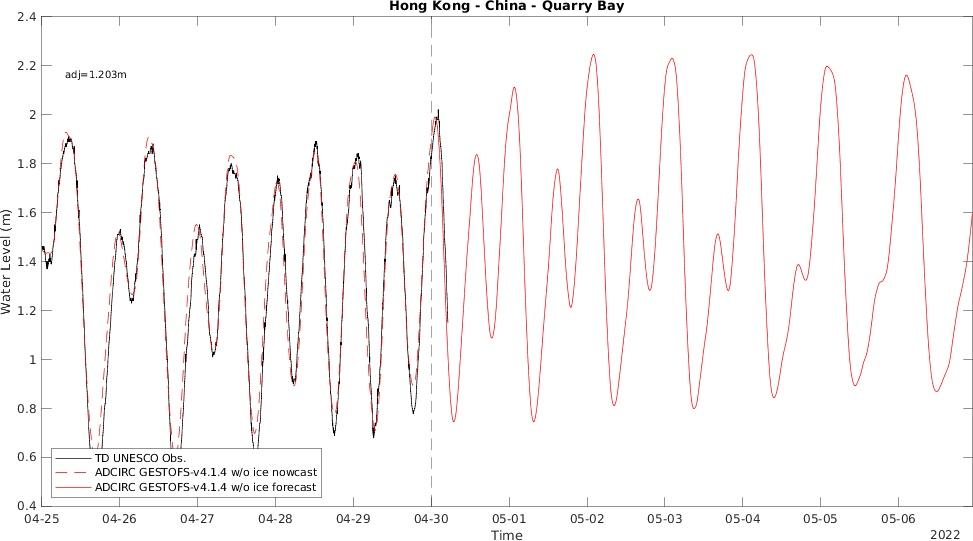 Hong Kong - China - Quarry Bay
2.4
2.2
2
1.8
1.6
1.4
1.2
1
0.8
0.6
0.4
Water Level (m)
adj=1.203m
TD UNESCO Obs.
ADCIRC GESTOFS-v4.1.4 w/o ice nowcast
ADCIRC GESTOFS-v4.1.4 w/o ice forecast
04-25 04-26 04-27 04-28 04-29 04-30 05-01 05-02 05-03 05-04 05-05 05-06
Time
2022